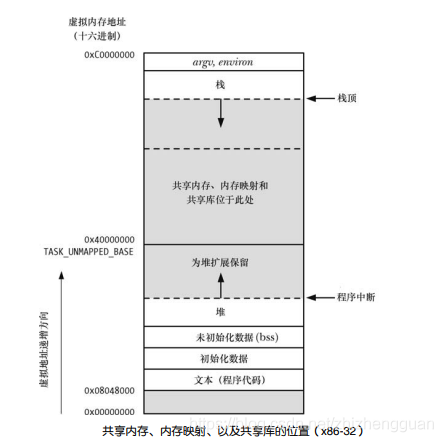 虚拟内存地址
（十六进制）
0xC0000000
argv, environ
栈
栈顶
共享内存、内存映射和
共享库位于此处
0x40000000
TASK_UNMAPPED_BASE
为堆扩展保留
程序中断
堆
虚拟地址递增方向
未初始化数据(bss)
初始化数据
文本（程序代码）
0x08048000
0x00000000
共享内存、内存映射、以及共享库的位置（x86-32）